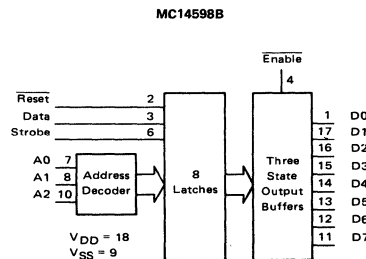 MC14598B
Enable
4
Reset 2
Data 3
Strobe 6
A0 7
A1 8
A2 10
Address
Decoder
8
Latches
Three
State
Output
Buffers
1 D0
17 D1
16 D2
15 D3
14 D4
13 D5
12 D6
11 D7
VDD = 18
VSS = 9